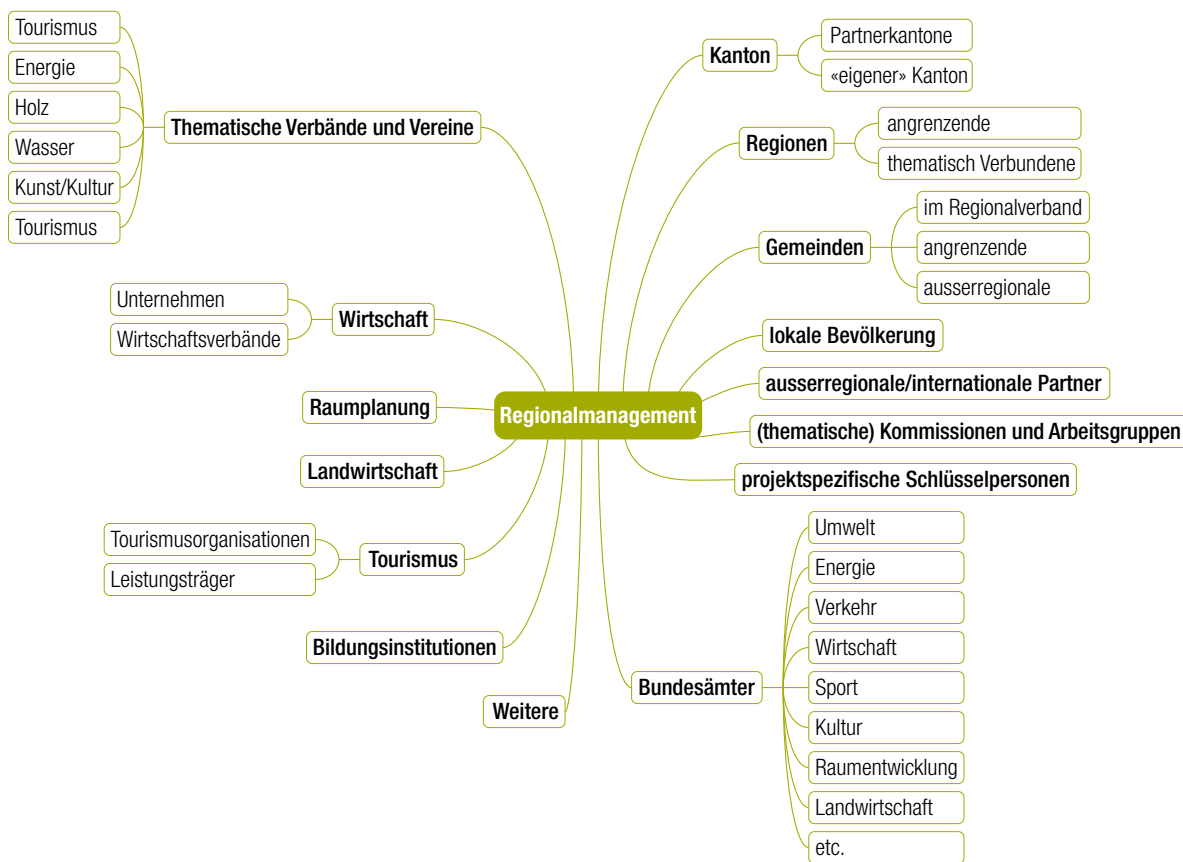 Tourismus
Energie
Holz
Wasser
Kunst/Kultur
Tourismus
Thematische Verbände und Vereine
Unternehmen
Wirtschaftsverbände
Wirtschaft
Raumplanung
Landwirtschaft
Tourismusorganisationen
Leistungsträger
Tourismus
Bildungsinstitutionen
Weitere
Regionalmanagement
Kanton
Partnerkantone
«eigener» Kanton
Regionen
angrenzende
thematisch Verbundene
Gemeinden
im Regionalverband
angrenzende
ausserregionale
lokale Bevölkerung
ausserregionale/internationale Partner
(thematische) Kommissionen und Arbeitsgruppen
projektspezifische Schlüsselpersonen
Bundesämter
Umwelt
Energie
Verkehr
Wirtschaft
Sport
Kultur
Raumentwicklung
Landwirtschaft
etc.